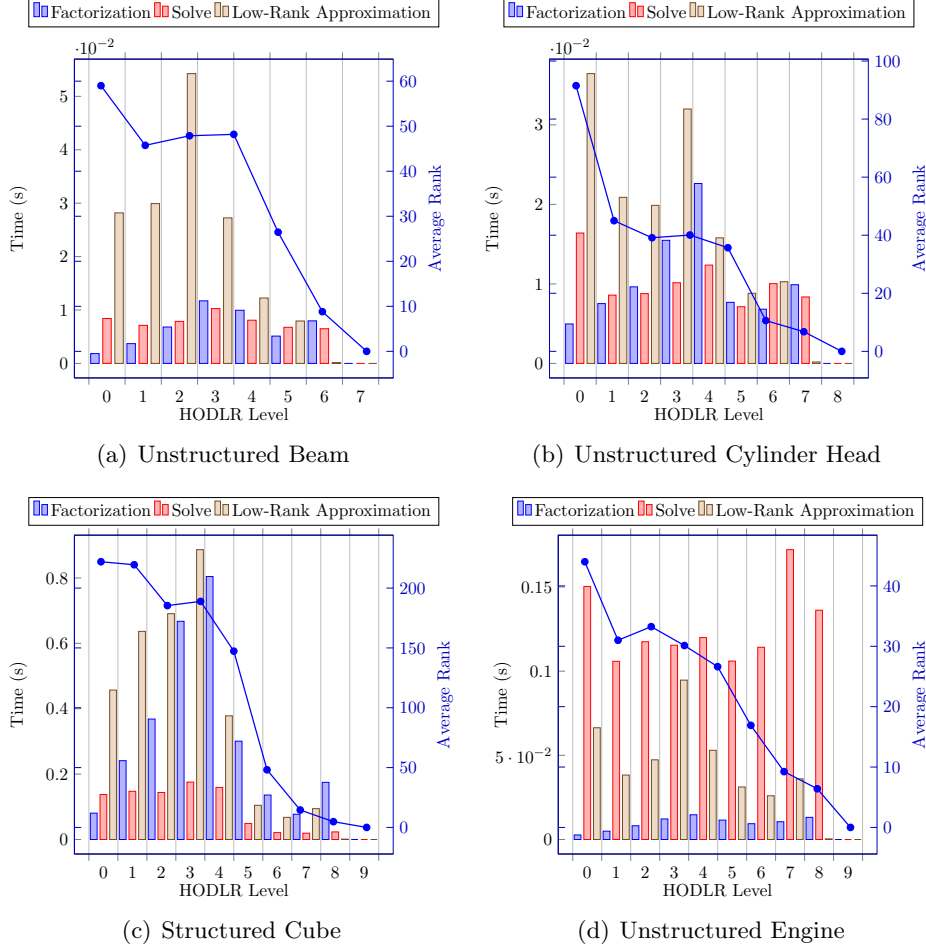 Factorization Solve Low-Rank Approximation
·10−2
0 1 2 3 4 5
Time (s)
0 10 20 30 40 50 60
Average Rank
0 1 2 3 4 5 6 7
HODLR Level
(a) Unstructured Beam
Factorization Solve Low-Rank Approximation
·10−2
0 1 2 3
Time (s)
0 20 40 60 80 100
Average Rank
0 1 2 3 4 5 6 7 8
HODLR Level
(b) Unstructured Cylinder Head
Factorization Solve Low-Rank Approximation
0 0.2 0.4 0.6 0.8
Time (s)
0 50 100 150 200
Average Rank
0 1 2 3 4 5 6 7 8 9
HODLR Level
(c) Structured Cube
Factorization Solve Low-Rank Approximation
0 5 · 10−2 0.1 0.15
Time (s)
0 10 20 30 40
Average Rank
0 1 2 3 4 5 6 7 8 9
HODLR Level
(d) Unstructured Engine